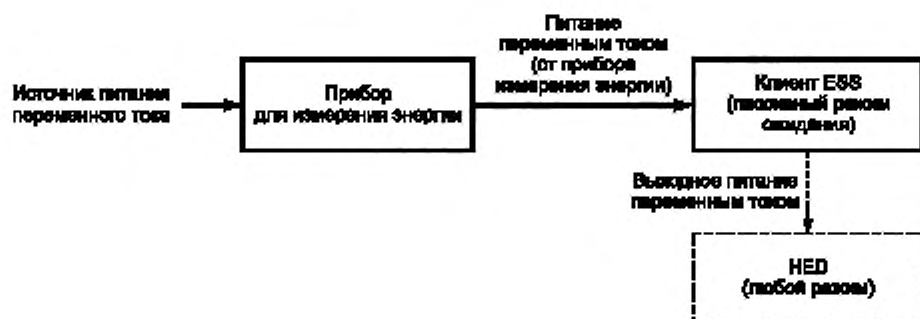 Источник питания
переменного тока
Прибор
для измерения энергии
Питание
переменным током
(от прибора
измерения энергии)
Клиент ESS
(пассивный режим
ожидания)
Выходное питание
переменным током
HED
(любой режим)